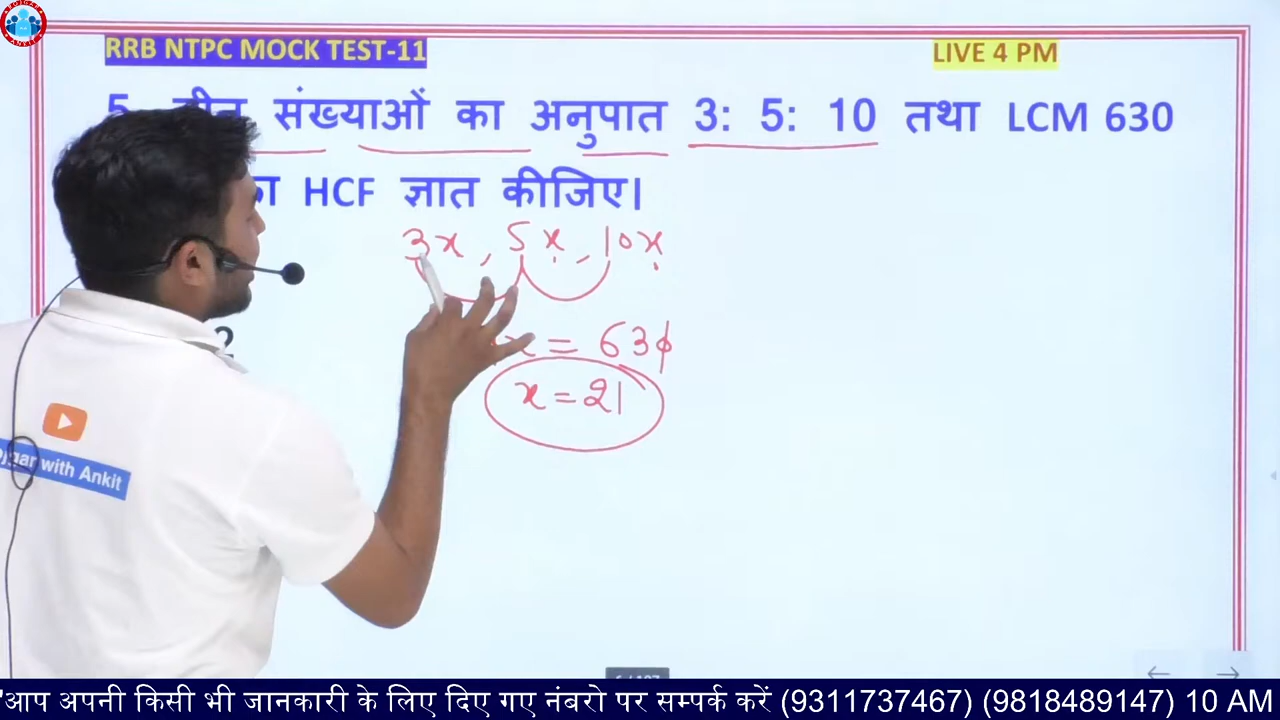 RRB NTPC MOCK TEST-11
LIVE 4 PM
संख्याओं का अनुपात 3: 5: 10 तथा LCM 630
का HCF ज्ञात कीजिए।
3x , 5x , 10x
x = 630
x = 21
2
with Ankit
"आप अपनी किसी भी जानकारी के लिए दिए गए नंबरो पर सम्पर्क करें (9311737467) (9818489147) 10 AM